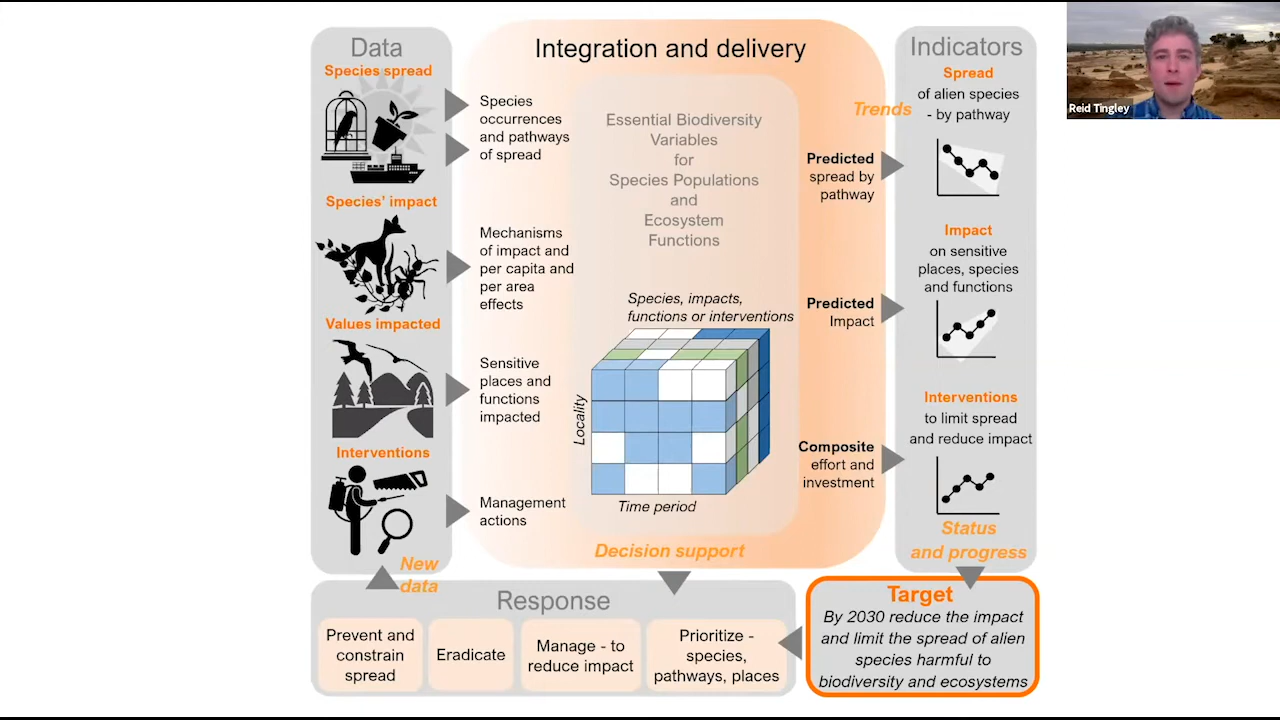 Data
Species spread
Species
occurrences
and pathways
of spread
Species' impact
Mechanisms
of impact and
per capita and
per area
effects
Values impacted
Sensitive
places and
functions
impacted
Interventions
Management
actions
New
data
Integration and delivery
Essential Biodiversity
Variables
for
Species Populations
and
Ecosystem
Functions
Species, impacts,
functions or interventions
Locality
Time period
Decision support
Trends
Predicted
spread by
pathway
Predicted
Impact
Composite
effort and
investment
Indicators
Spread
of alien species
- by pathway
Impact
on sensitive
places, species
and functions
Interventions
to limit spread
and reduce impact
Status
and progress
Response
Prevent and
constrain
spread
Eradicate
Manage - to
reduce impact
Prioritize -
species,
pathways, places
Target
By 2030 reduce the impact
and limit the spread of alien
species harmful to
biodiversity and ecosystems
Reid Tingley